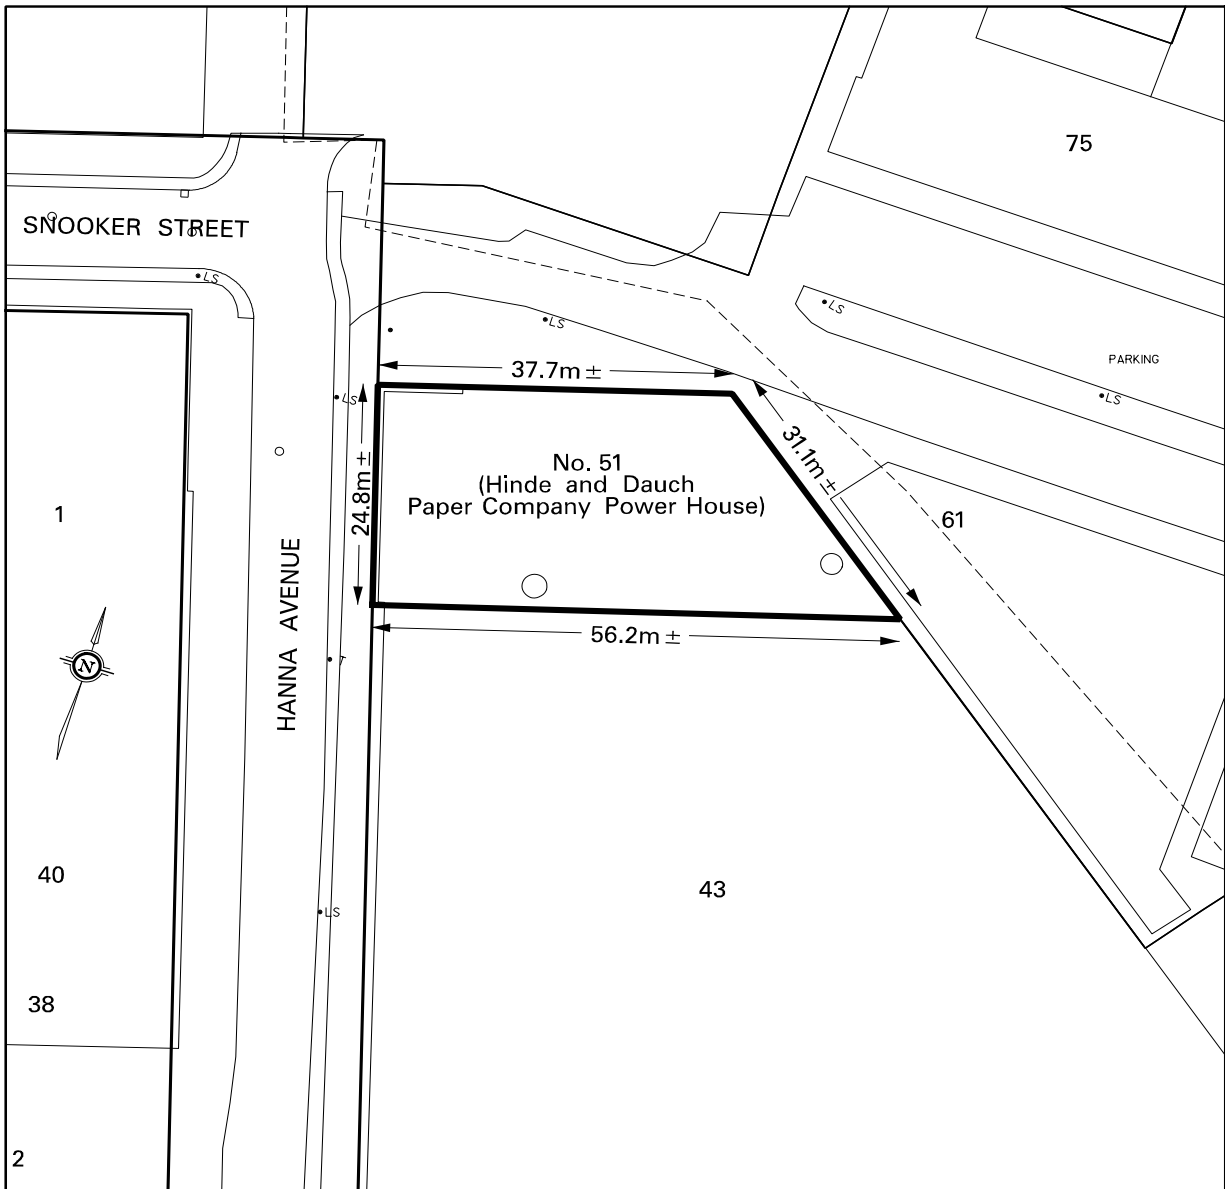 75
SNOOKER STREET
LS
LS
LS
PARKING
37.7m ±
LS
LS
31.1m ±
24.8m ±
No. 51
(Hinde and Dauch
Paper Company Power House)
1
61
HANNA AVENUE
56.2m ±
N
T
40
43
LS
38
2